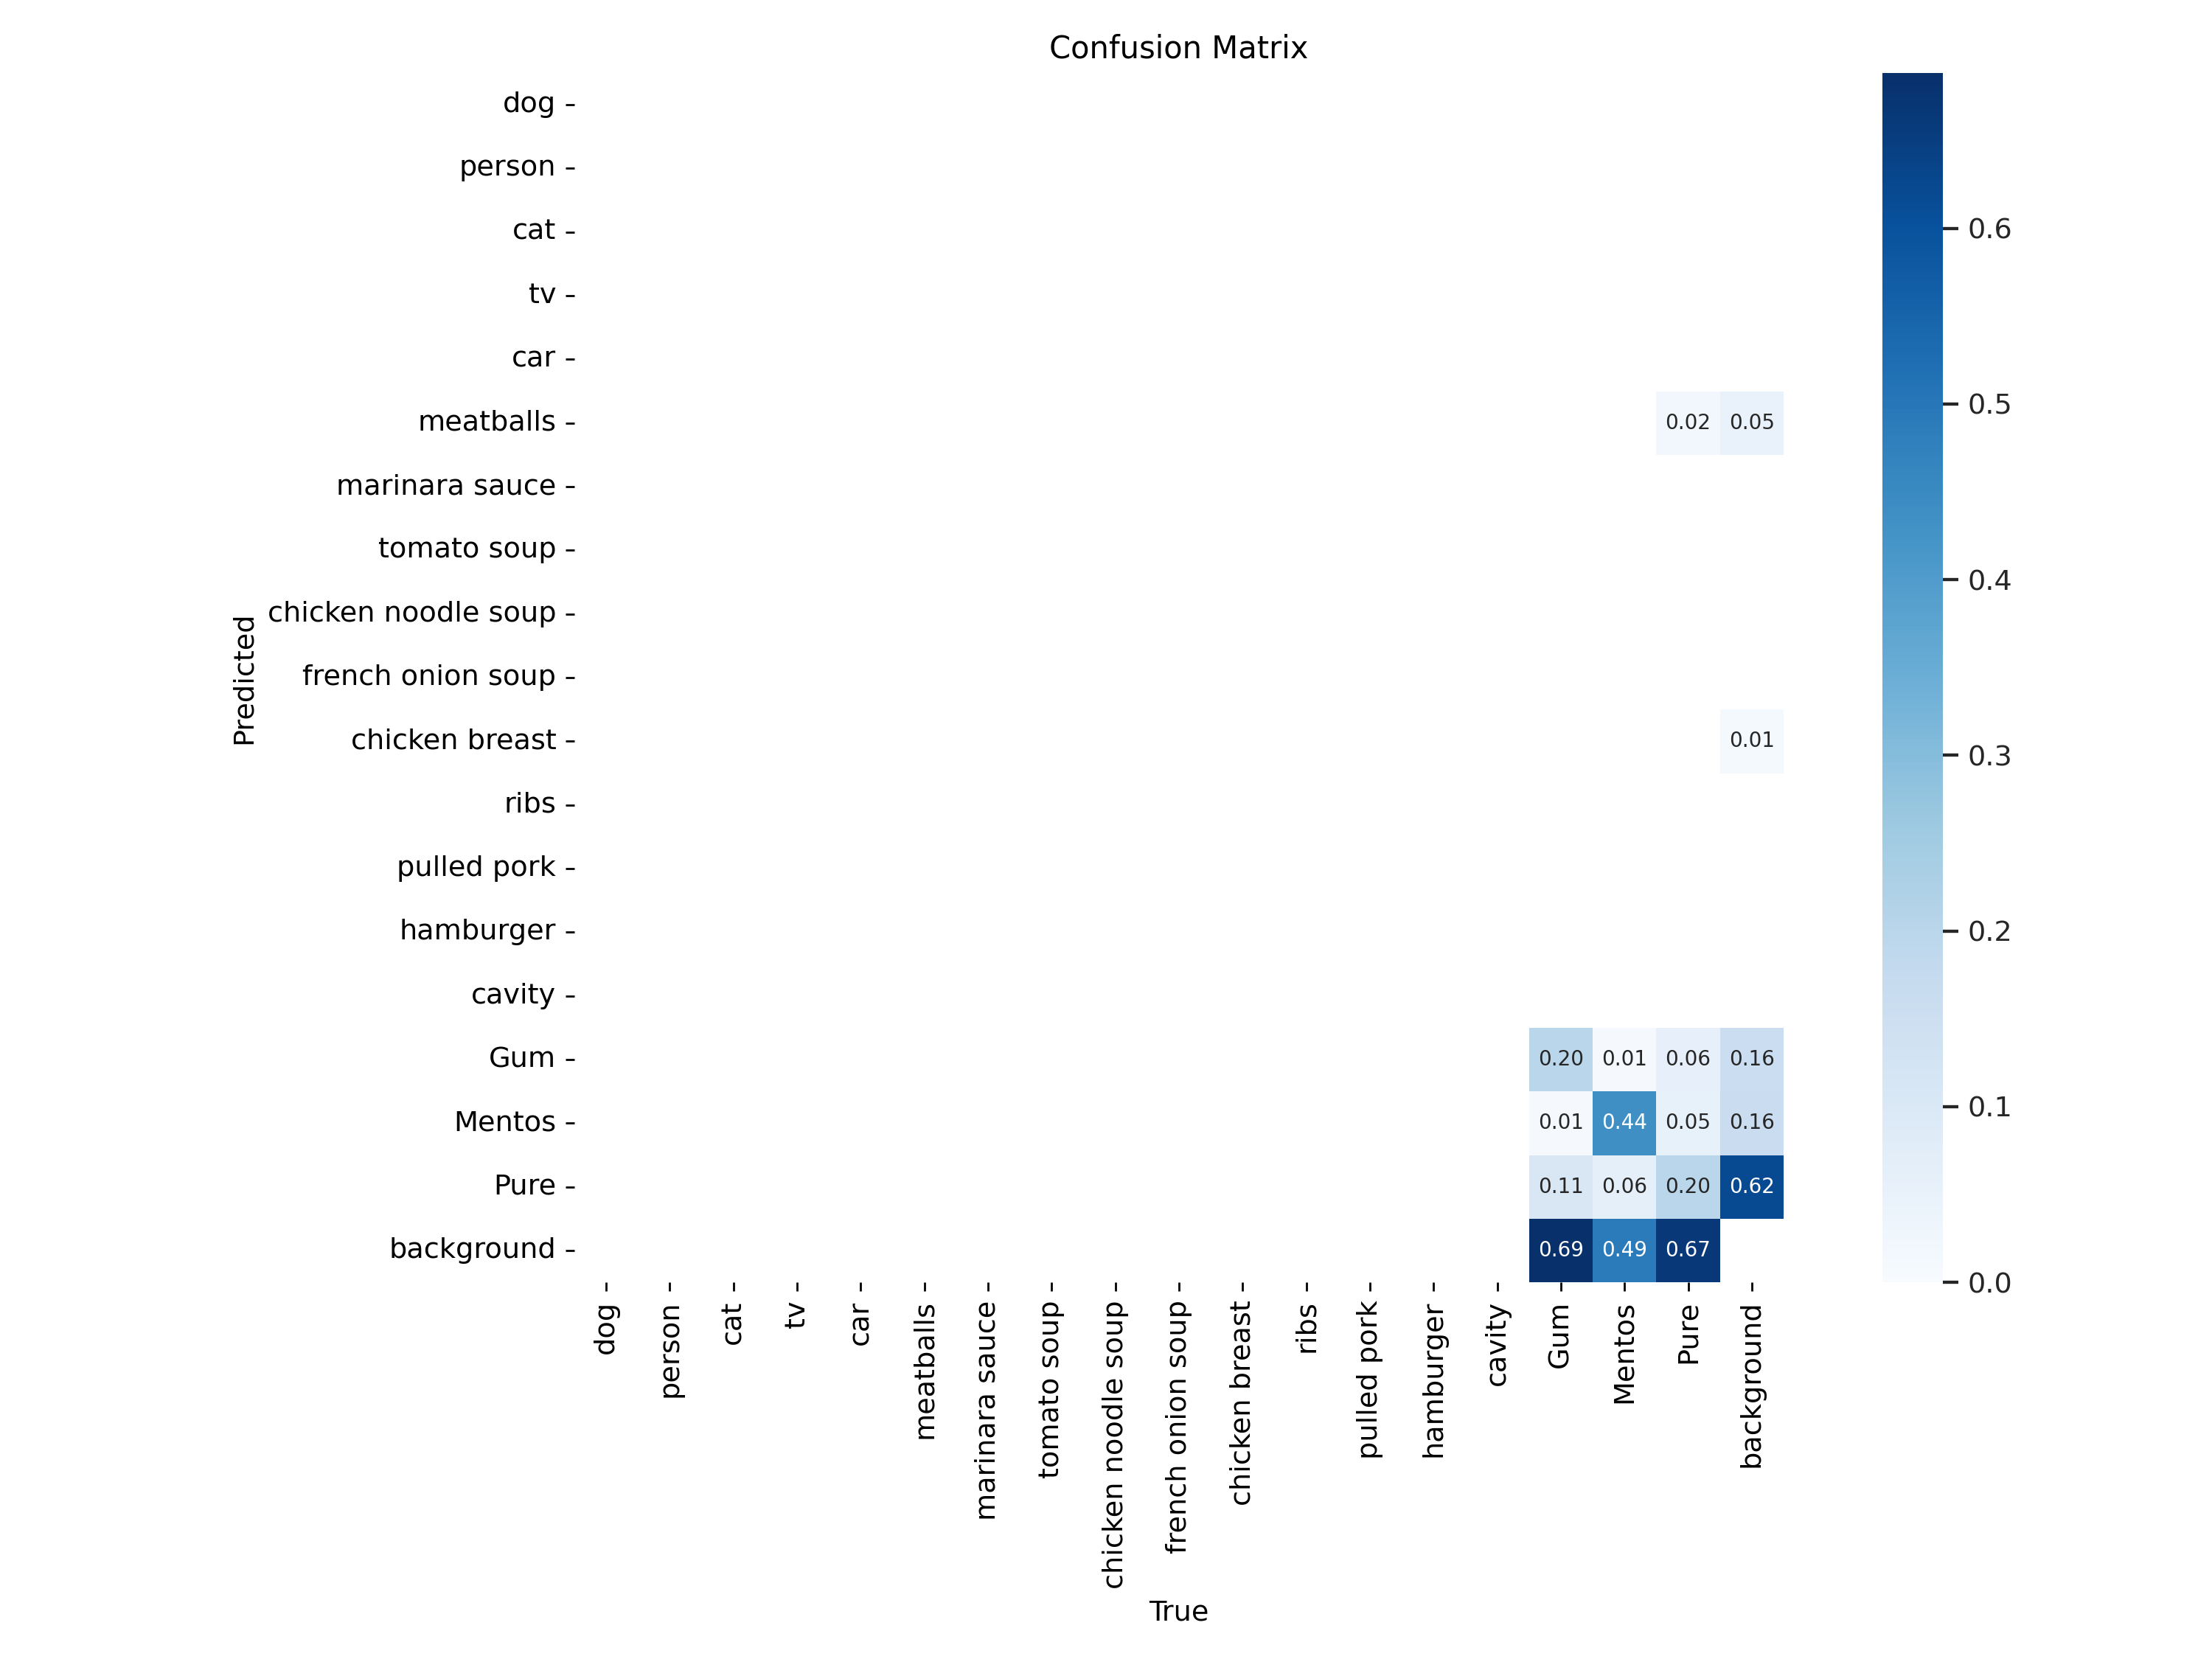 Confusion Matrix
Predicted
dog
person
cat
tv
car
meatballs
marinara sauce
tomato soup
chicken noodle soup
french onion soup
chicken breast
ribs
pulled pork
hamburger
cavity
Gum
Mentos
Pure
background
0.02 0.05
0.01
0.20 0.01 0.06 0.16
0.01 0.44 0.05 0.16
0.11 0.06 0.20 0.62
0.69 0.49 0.67
dog
person
cat
tv
car
meatballs
marinara sauce
tomato soup
chicken noodle soup
french onion soup
chicken breast
ribs
pulled pork
hamburger
cavity
Gum
Mentos
Pure
background
True
0.6
0.5
0.4
0.3
0.2
0.1
0.0